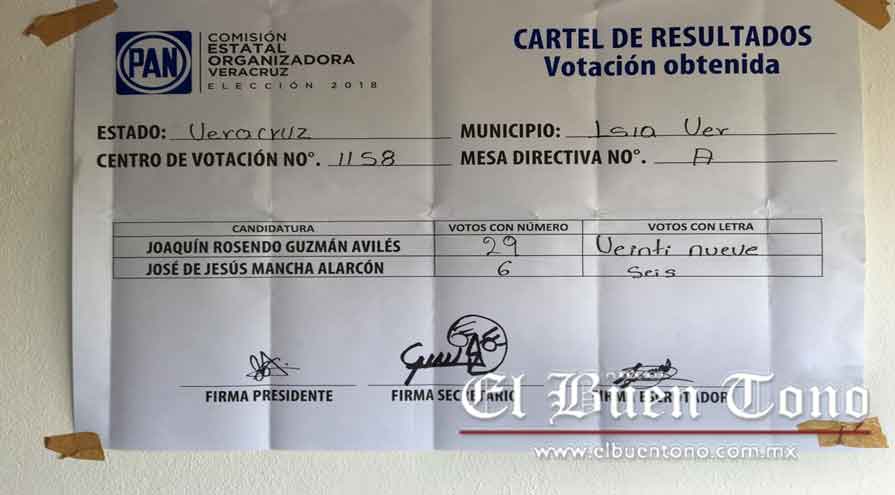 PAN
COMISIÓN
ESTATAL
ORGANIZADORA
VERACRUZ
ELECCIÓN 2018
CARTEL DE RESULTADOS
Votación obtenida
ESTADO: Veracruz MUNICIPIO: Isla Ver
CENTRO DE VOTACIÓN N°. 1158 MESA DIRECTIVA N°. A
CANDIDATURA VOTOS CON NÚMERO VOTOS CON LETRA
JOAQUÍN ROSENDO GUZMÁN AVILÉS 29 Veinti nueve
JOSÉ DE JESÚS MANCHA ALARCÓN 6 Seis
FIRMA PRESIDENTE FIRMA SECRETARIO FIRMA ESCRUTADOR
El Buen Tono
www.elbuentono.com.mx